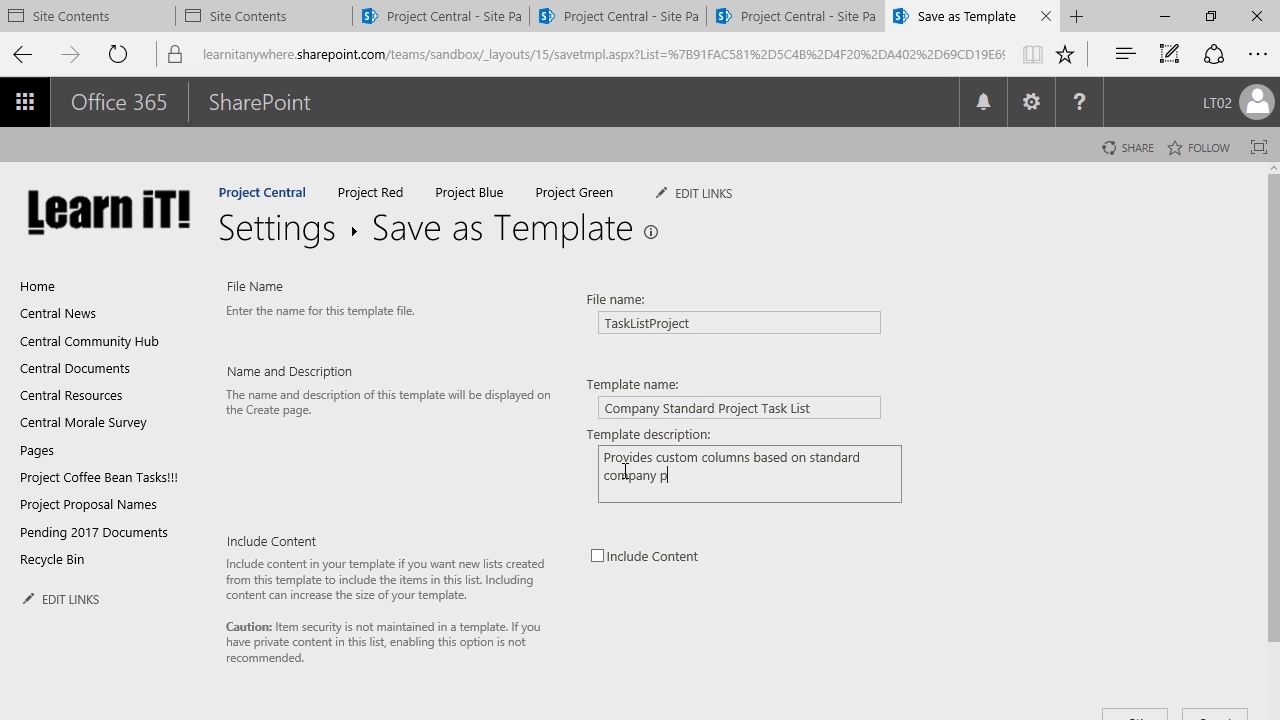 Site Contents
Site Contents
Project Central - Site Pa
Project Central - Site Pa
Project Central - Site Pa
Save as Template
learnitanywhere.sharepoint.com/teams/sandbox/_layouts/15/savetmpl.aspx?List=%7B91FAC581%2D5C4B%2D4F20%2DA402%2D69CD19E69
Office 365
SharePoint
?
LT02
SHARE
FOLLOW
Learn iT!
Project Central
Project Red
Project Blue
Project Green
EDIT LINKS
Settings ▸ Save as Template
Home
Central News
Central Community Hub
Central Documents
Central Resources
Central Morale Survey
Pages
Project Coffee Bean Tasks!!!
Project Proposal Names
Pending 2017 Documents
Recycle Bin
EDIT LINKS
File Name
Enter the name for this template file.
File name:
TaskListProject
Name and Description
The name and description of this template will be displayed on
the Create page.
Template name:
Company Standard Project Task List
Template description:
Provides custom columns based on standard
company p
Include Content
Include content in your template if you want new lists created
from this template to include the items in this list. Including
content can increase the size of your template.
Caution: Item security is not maintained in a template. If you
have private content in this list, enabling this option is not
recommended.
Include Content